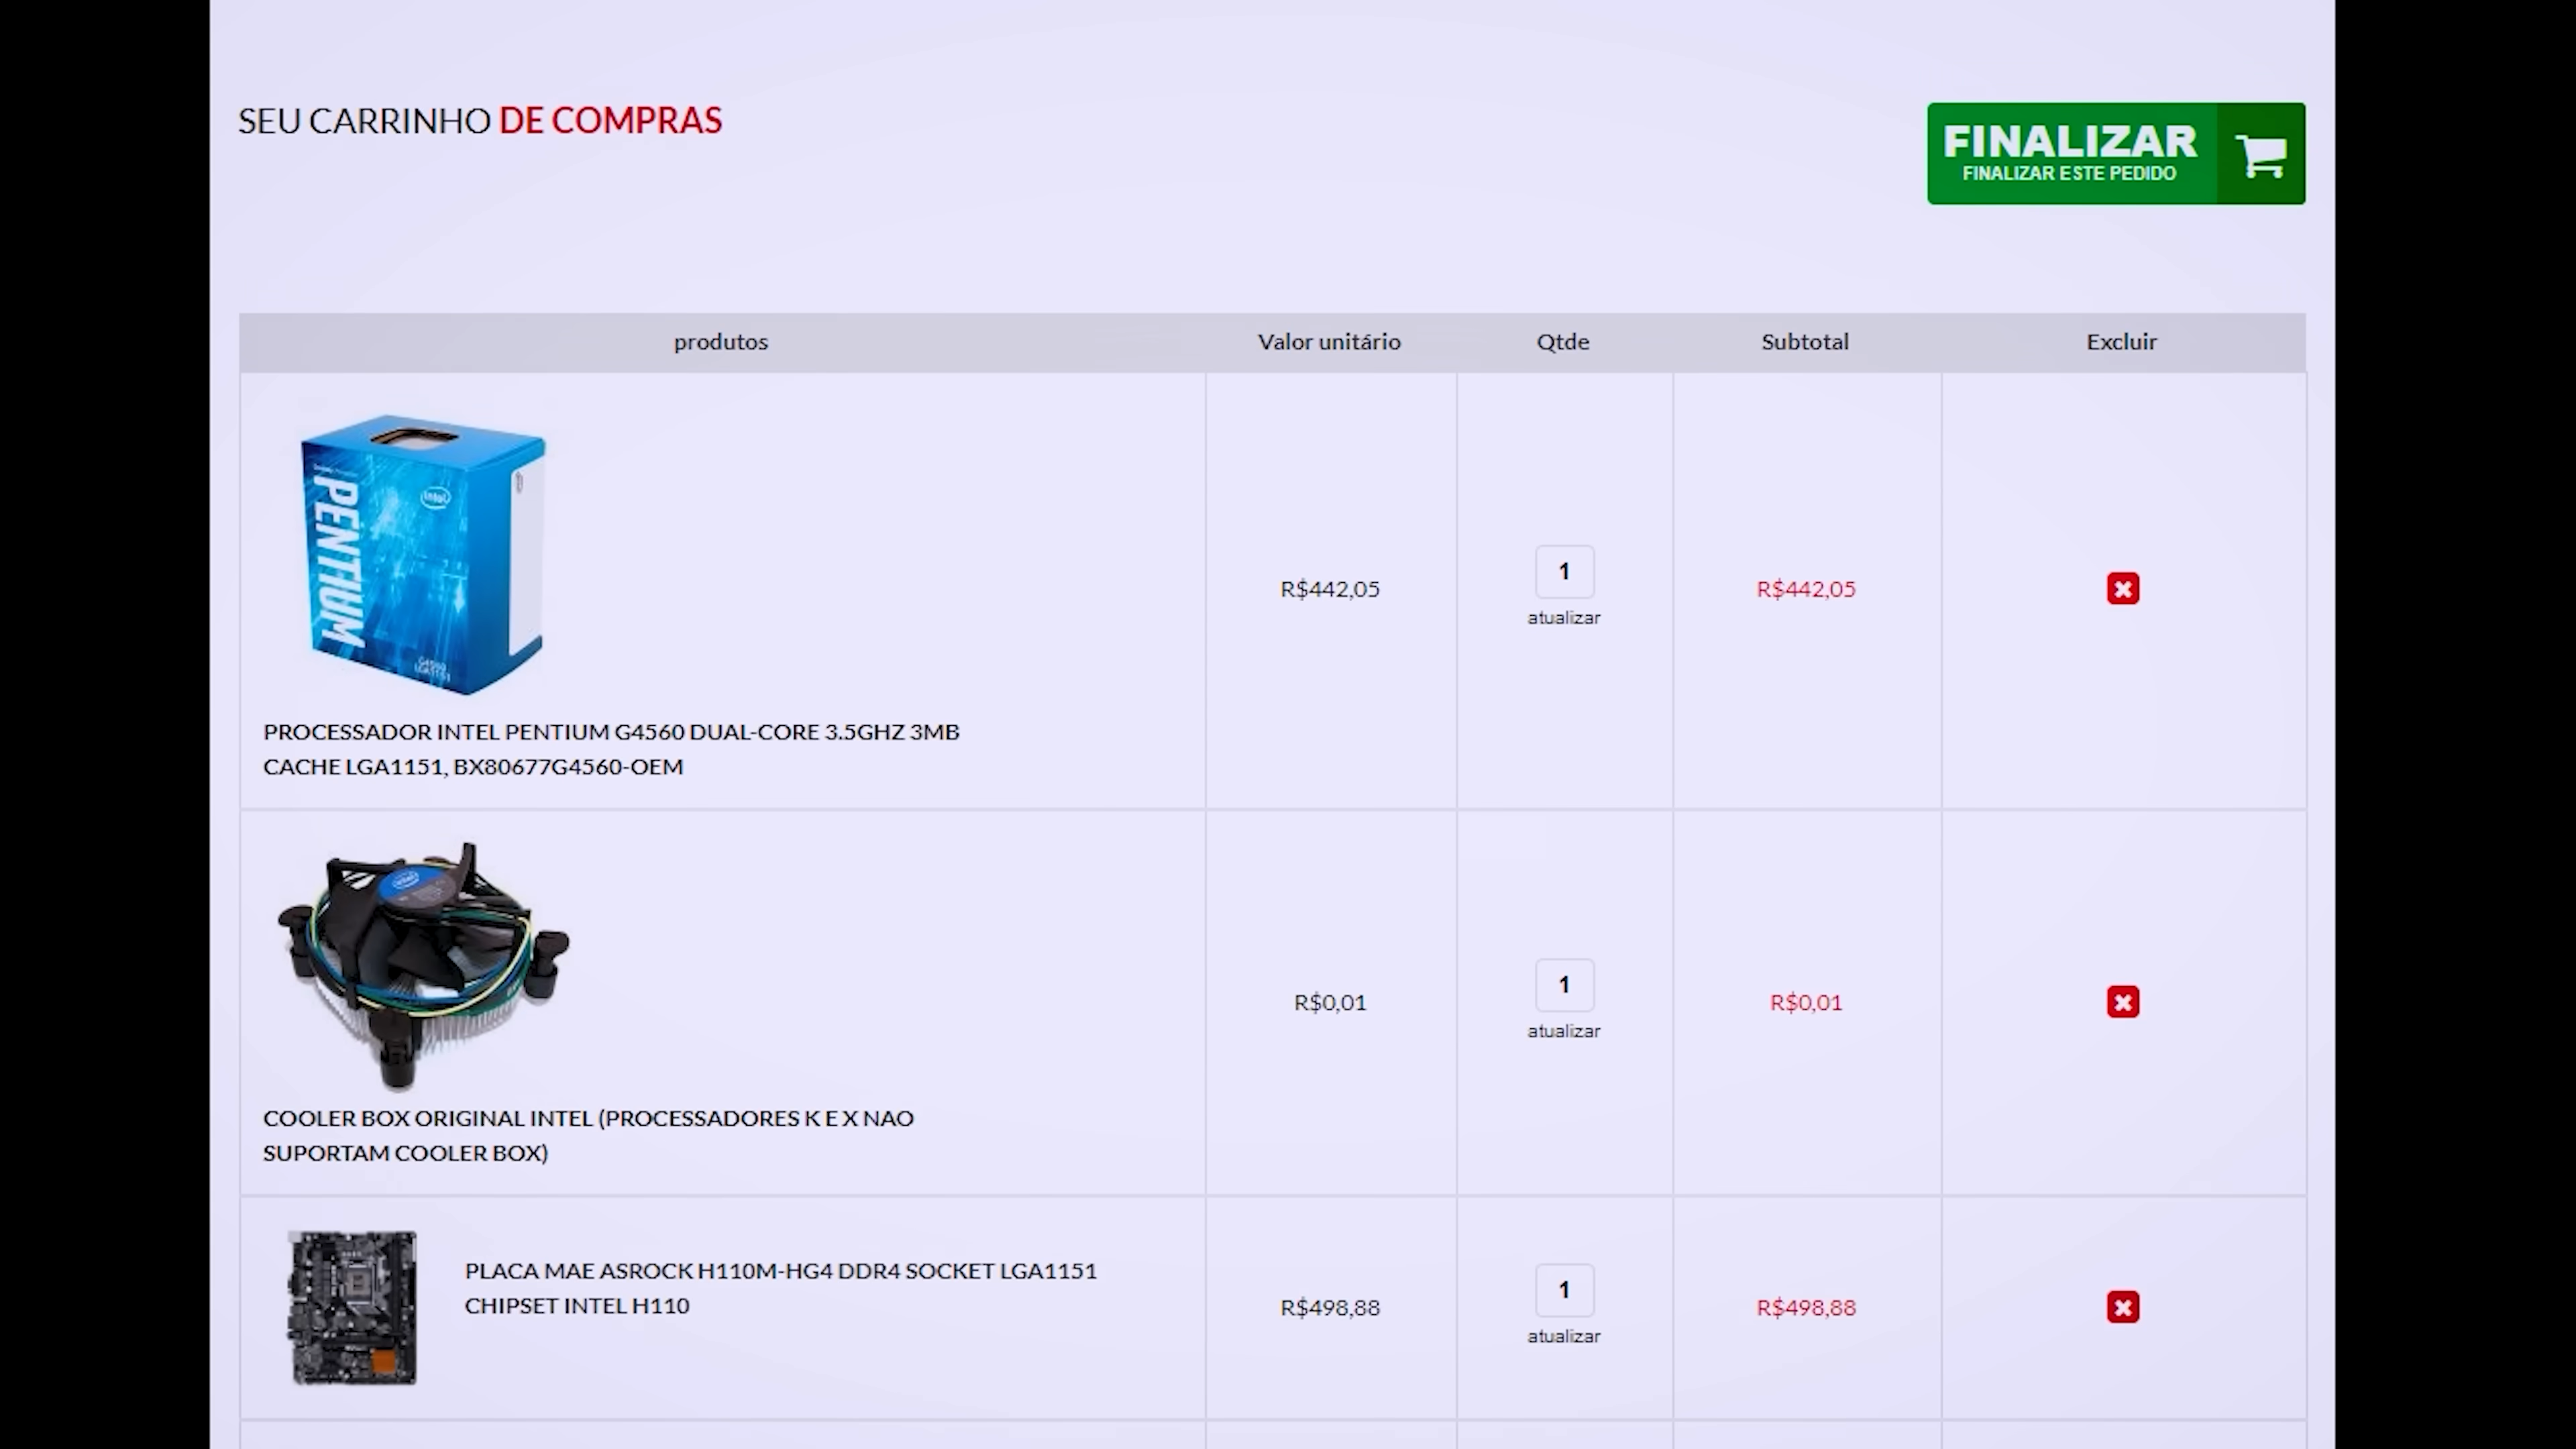 SEU CARRINHO DE COMPRAS
FINALIZAR
FINALIZAR ESTE PEDIDO
produtos
Valor unitário
Qtde
Subtotal
Excluir
PENTIUM
intel
G4560
LGA1151
PROCESSADOR INTEL PENTIUM G4560 DUAL-CORE 3.5GHZ 3MB
CACHE LGA1151, BX80677G4560-OEM
R$442,05
1
atualizar
R$442,05
intel
COOLER BOX ORIGINAL INTEL (PROCESSADORES K E X NAO
SUPORTAM COOLER BOX)
R$0,01
1
atualizar
R$0,01
PLACA MAE ASROCK H110M-HG4 DDR4 SOCKET LGA1151
CHIPSET INTEL H110
R$498,88
1
atualizar
R$498,88